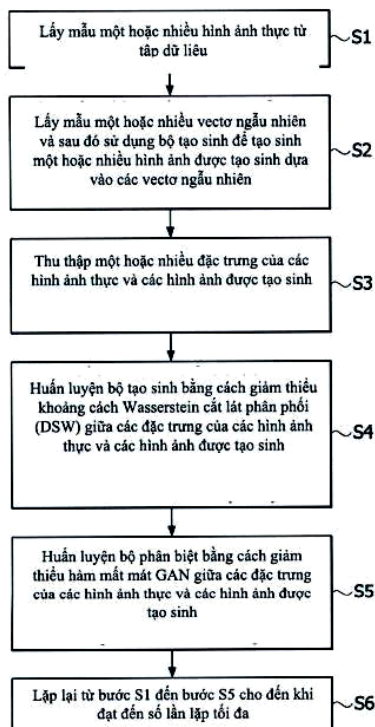 Lấy mẫu một hoặc nhiều hình ảnh thực từ
tập dữ liệu
S1
Lấy mẫu một hoặc nhiều vectơ ngẫu nhiên
và sau đó sử dụng bộ tạo sinh để tạo sinh
một hoặc nhiều hình ảnh được tạo sinh dựa
vào các vectơ ngẫu nhiên
S2
Thu thập một hoặc nhiều đặc trưng của các
hình ảnh thực và các hình ảnh được tạo sinh
S3
Huấn luyện bộ tạo sinh bằng cách giảm thiểu
khoảng cách Wasserstein cắt lát phân phối
(DSW) giữa các đặc trưng của các hình ảnh
thực và các hình ảnh được tạo sinh
S4
Huấn luyện bộ phân biệt bằng cách giảm
thiểu hàm mất mát GAN giữa các đặc trưng
của các hình ảnh thực và các hình ảnh được
tạo sinh
S5
Lặp lại từ bước S1 đến bước S5 cho đến khi
đạt đến số lần lặp tối đa
S6